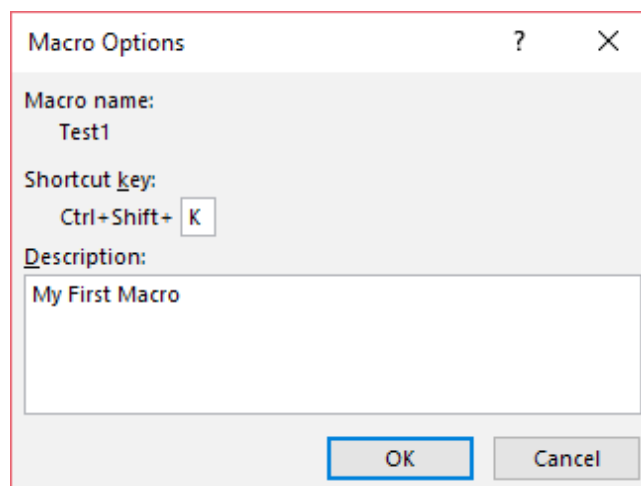 Macro Options ?
Macro name:
Test1
Shortcut key:
Ctrl+Shift+ K
Description:
My First Macro
OK Cancel